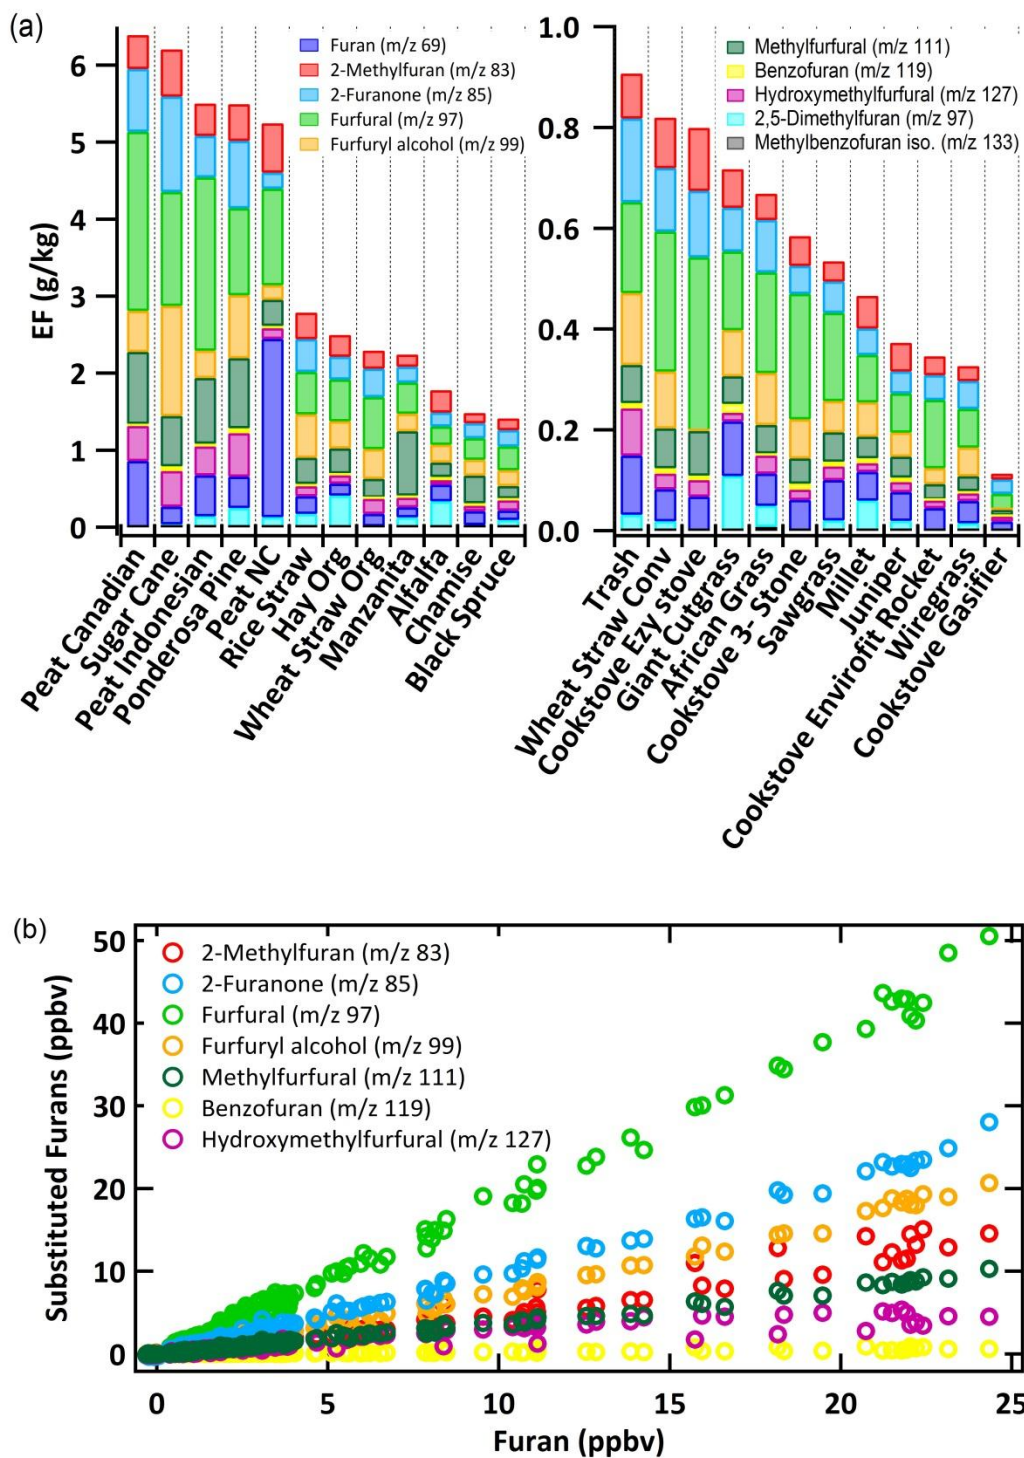 (a)
EF (g/kg)
6
5
4
3
2
1
0
Furan (m/z 69)
2-Methylfuran (m/z 83)
2-Furanone (m/z 85)
Furfural (m/z 97)
Furfuryl alcohol (m/z 99)
Peat Canadian
Sugar Cane
Peat Indonesian
Ponderosa Pine
Peat NC
Rice Straw
Hay Org
Wheat Straw Org
Manzanita
Alfalfa
Chamise
Black Spruce
1.0
0.8
0.6
0.4
0.2
0.0
Methylfurfural (m/z 111)
Benzofuran (m/z 119)
Hydroxymethylfurfural (m/z 127)
2,5-Dimethylfuran (m/z 97)
Methylbenzofuran iso. (m/z 133)
Trash
Wheat Straw Conv
Cookstove Ezy stove
Giant Cutgrass
African Grass
Cookstove 3- Stone
Sawgrass
Millet
Juniper
Cookstove Envirofit Rocket
Wiregrass
Cookstove Gasifier
(b)
Substituted Furans (ppbv)
50
40
30
20
10
0
2-Methylfuran (m/z 83)
2-Furanone (m/z 85)
Furfural (m/z 97)
Furfuryl alcohol (m/z 99)
Methylfurfural (m/z 111)
Benzofuran (m/z 119)
Hydroxymethylfurfural (m/z 127)
0 5 10 15 20 25
Furan (ppbv)